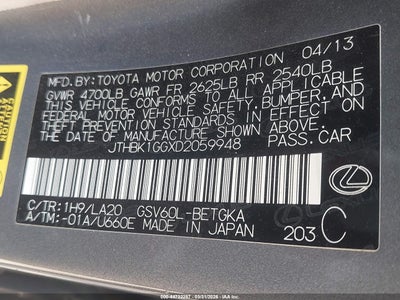 MFD. BY: TOYOTA MOTOR CORPORATION 04/13
GVWR 4700LB GAWR FR 2625LB RR 2540LB
THIS VEHICLE CONFORMS TO ALL APPLICABLE
FEDERAL MOTOR VEHICLE SAFETY, BUMPER, AND
THEFT PREVENTION STANDARDS IN EFFECT ON
THE DATE OF MANUFACTURE SHOWN ABOVE.
JTHBK1GGXD2059948 PASS.CAR
C/TR: 1H9/LA20 GSV60L-BETGKA
A/TM: -01A/U660E MADE IN JAPAN 203 C
LEXUS
CAUTION